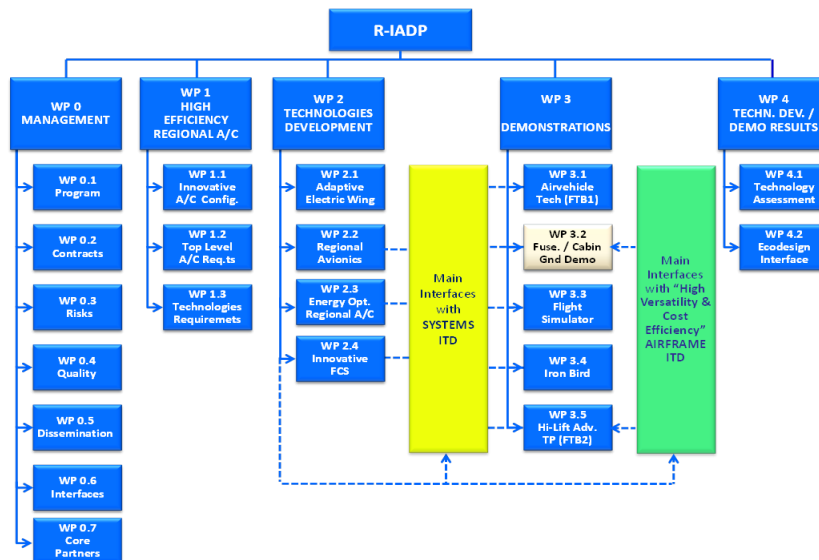 R-IADP
WP 0
MANAGEMENT
WP 1
HIGH
EFFICIENCY
REGIONAL A/C
WP 2
TECHNOLOGIES
DEVELOPMENT
WP 3
DEMONSTRATIONS
WP 4
TECHN. DEV. /
DEMO RESULTS
WP 0.1
Program
WP 0.2
Contracts
WP 0.3
Risks
WP 0.4
Quality
WP 0.5
Dissemination
WP 0.6
Interfaces
WP 0.7
Core
Partners
WP 1.1
Innovative
A/C Config.
WP 1.2
Top Level
A/C Req.ts
WP 1.3
Technologies
Requiremets
WP 2.1
Adaptive
Electric Wing
WP 2.2
Regional
Avionics
WP 2.3
Energy Opt.
Regional A/C
WP 2.4
Innovative
FCS
Main
Interfaces
with
SYSTEMS
ITD
WP 3.1
Airvehicle
Tech (FTB1)
WP 3.2
Fuse. / Cabin
Gnd Demo
WP 3.3
Flight
Simulator
WP 3.4
Iron Bird
WP 3.5
Hi-Lift Adv.
TP (FTB2)
Main
Interfaces
with "High
Versatility &
Cost
Efficiency"
AIRFRAME
ITD
WP 4.1
Technology
Assessment
WP 4.2
Ecodesign
Interface